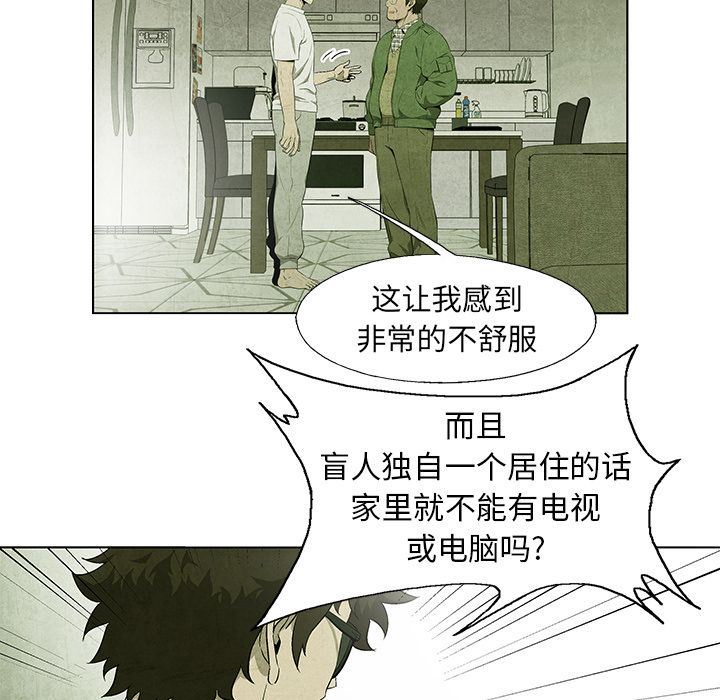 这让我感到
非常的不舒服
而且
盲人独自一个居住的话
家里就不能有电视
或电脑吗?